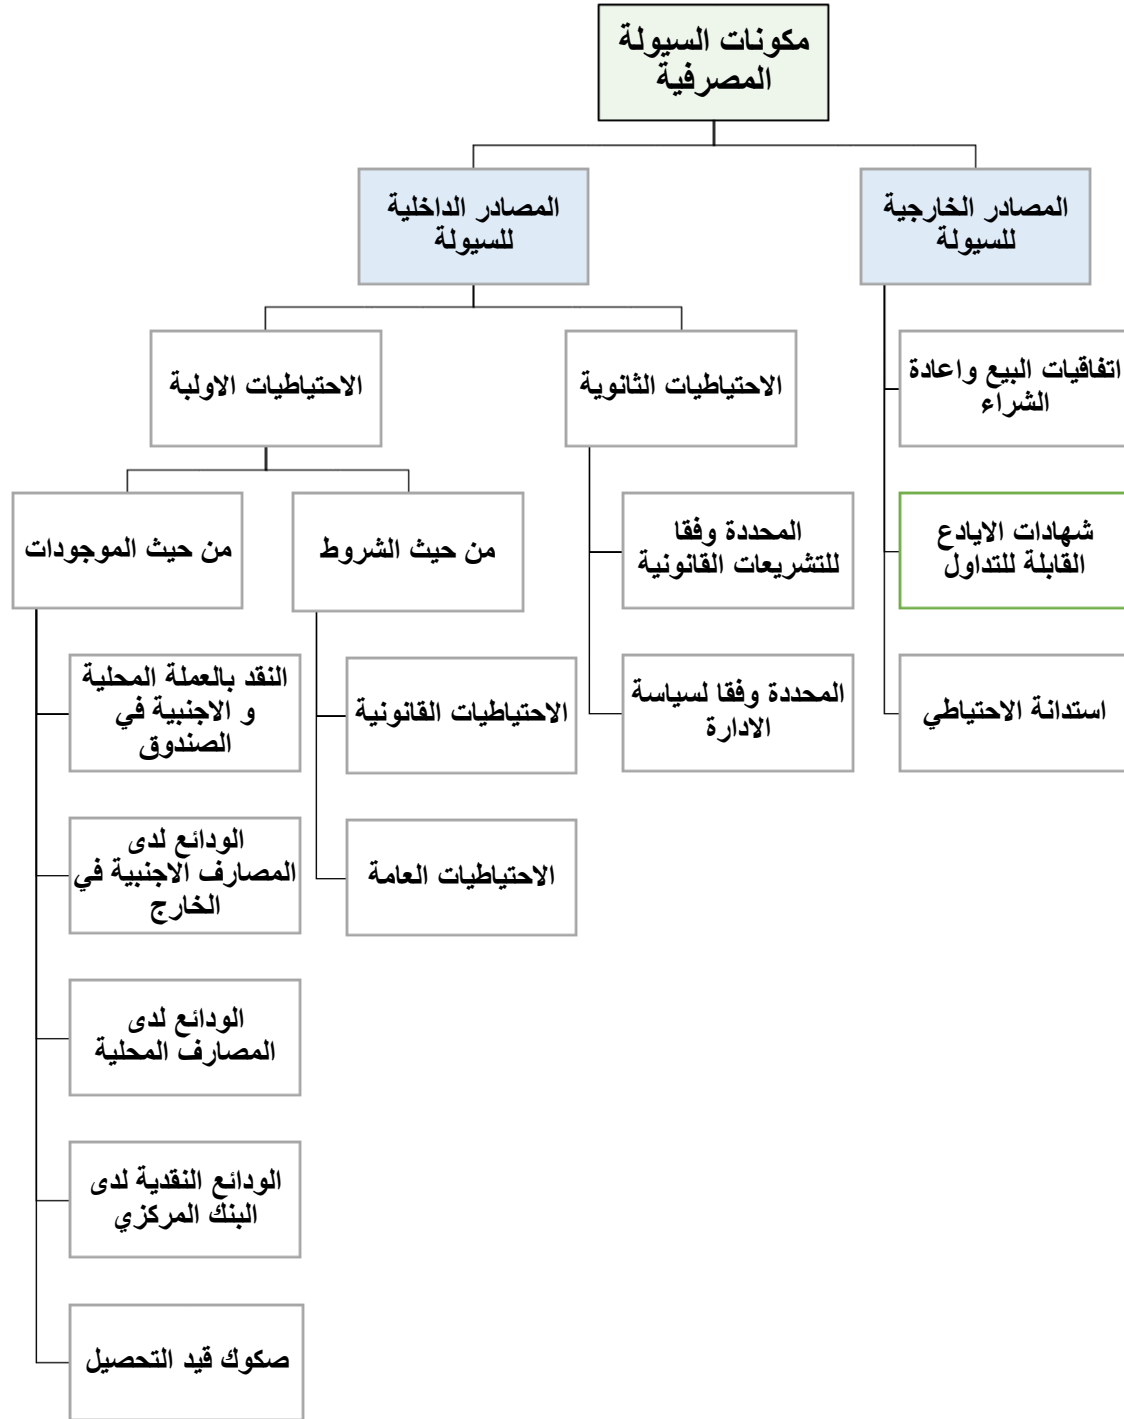 مكونات السيولة
المصرفية
المصادر الخارجية
للسيولة
المصادر الداخلية
للسيولة
اتفاقيات البيع واعادة
الشراء
الاحتياطيات الثانوية
الاحتياطيات الاولبة
شهادات الايادع
القابلة للتداول
المحددة وفقا
للتشريعات القانونية
من حيث الشروط
من حيث الموجودات
استدانة الاحتياطي
المحددة وفقا لسياسة
الادارة
الاحتياطيات القانونية
النقد بالعملة المحلية
و الاجنبية في
الصندوق
الاحتياطيات العامة
الودائع لدى
المصارف الاجنبية في
الخارج
الودائع لدى
المصارف المحلية
الودائع النقدية لدى
البنك المركزي
صكوك قيد التحصيل